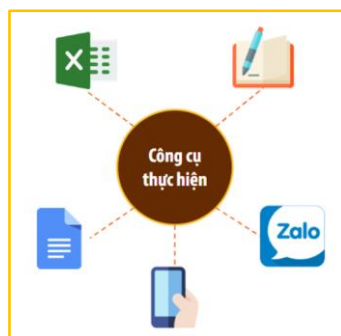 X
Công cụ
thực hiện
Zalo